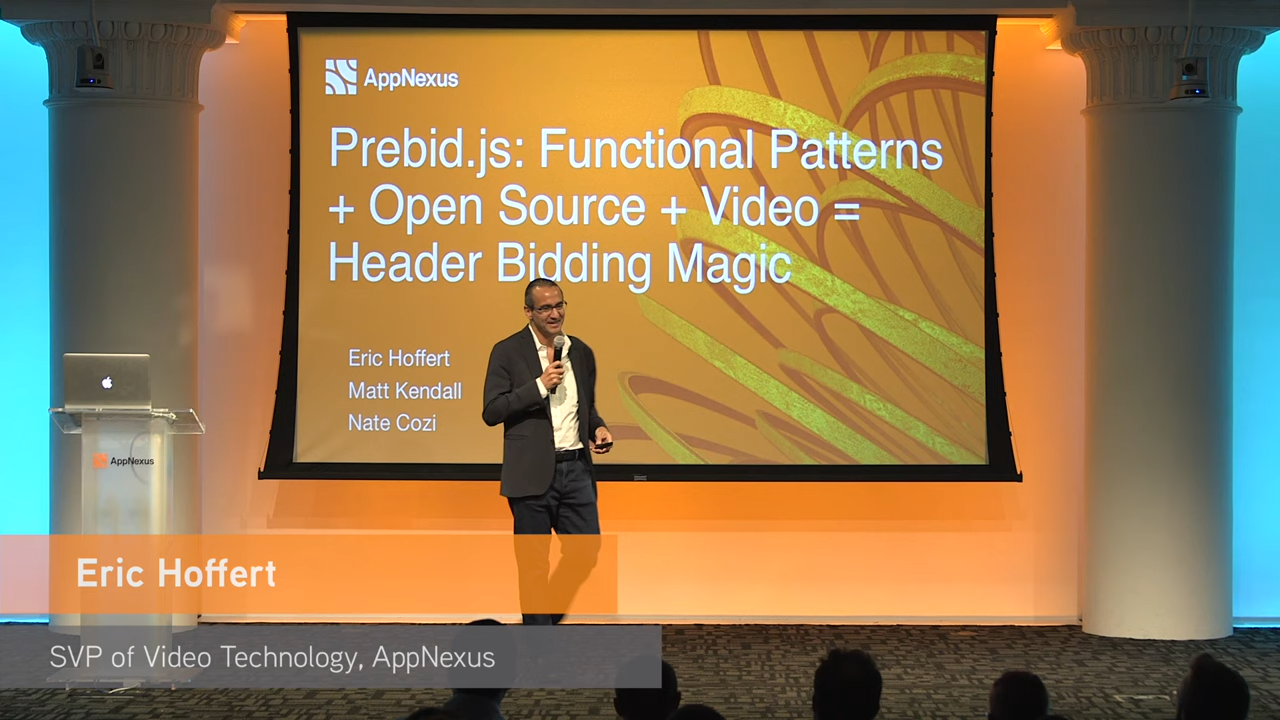 AppNexus
Prebid.js: Functional Patterns
+ Open Source + Video =
Header Bidding Magic
Eric Hoffert
Matt Kendall
Nate Cozi
AppNexus
Eric Hoffert
SVP of Video Technology, AppNexus